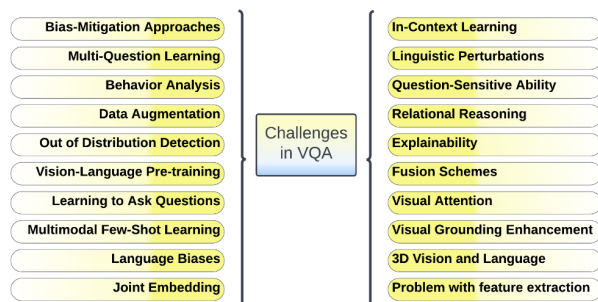 Bias-Mitigation Approaches
Multi-Question Learning
Behavior Analysis
Data Augmentation
Out of Distribution Detection
Vision-Language Pre-training
Learning to Ask Questions
Multimodal Few-Shot Learning
Language Biases
Joint Embedding
Challenges
in VQA
In-Context Learning
Linguistic Perturbations
Question-Sensitive Ability
Relational Reasoning
Explainability
Fusion Schemes
Visual Attention
Visual Grounding Enhancement
3D Vision and Language
Problem with feature extraction